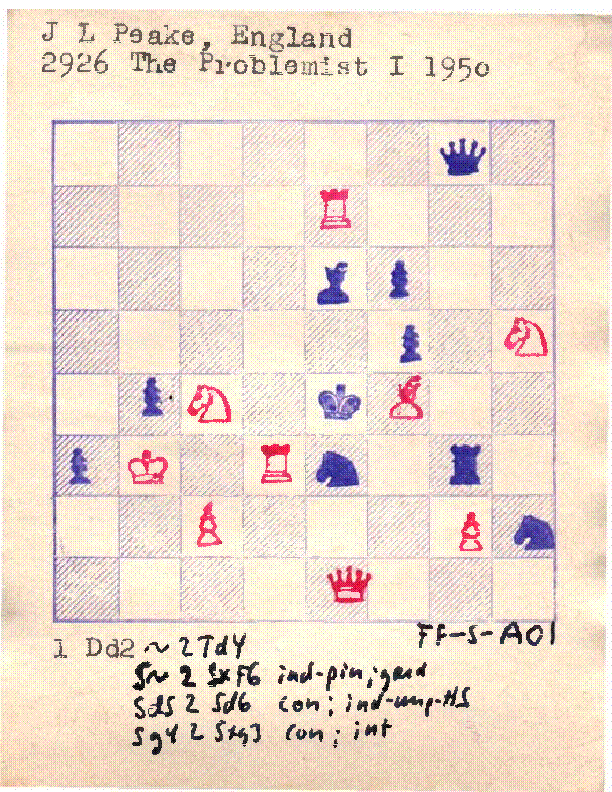 J L Peake, England
2926 The Problemist I 1950
1 Dd2 ~ 2 Td4
FF-S-A01
S~ 2 Sxf6 ind-pin; gard
Sd5 2 Sd6 con; ind-unp-HS
Sg4 2 Sxg3 con; int